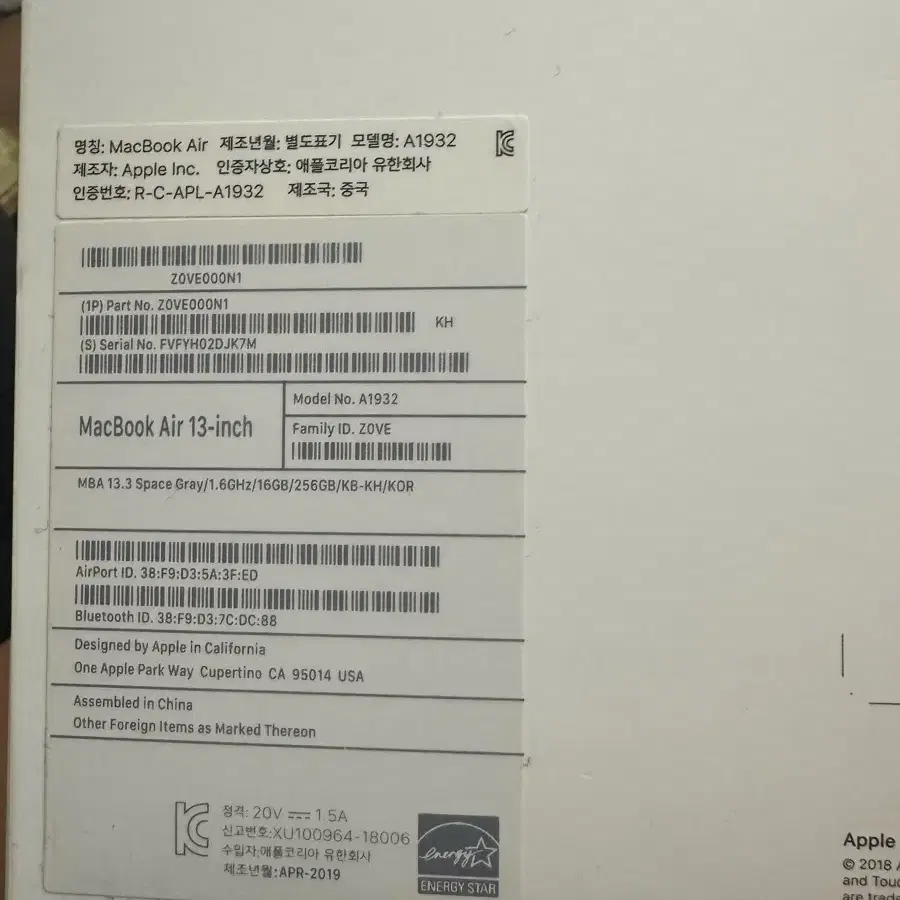 명칭: MacBook Air 제조년월: 별도표기 모델명: A1932
제조자: Apple Inc. 인증자상호: 애플코리아 유한회사
인증번호: R-C-APL-A1932 제조국: 중국
Z0VE000N1
(1P) Part No. Z0VE000N1
KH
(S) Serial No. FVFYH02DJK7M
MacBook Air 13-inch
Model No. A1932
Family ID. Z0VE
MBA 13.3 Space Gray/1.6GHz/16GB/256GB/KB-KH/KOR
AirPort ID. 38:F9:D3:5A:3F:ED
Bluetooth ID. 38:F9:D3:7C:DC:88
Designed by Apple in California
One Apple Park Way Cupertino CA 95014 USA
Assembled in China
Other Foreign Items as Marked Thereon
정격: 20V 1.5A
신고번호:XU100964-18006
수입자:애플코리아 유한회사
제조년월:APR-2019
energy
ENERGY STAR
Apple
© 2018
and
are